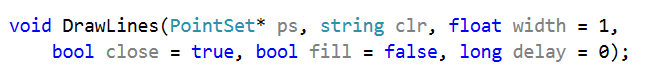 void DrawLines(PointSet* ps, string clr, float width = 1,
bool close = true, bool fill = false, long delay = 0);